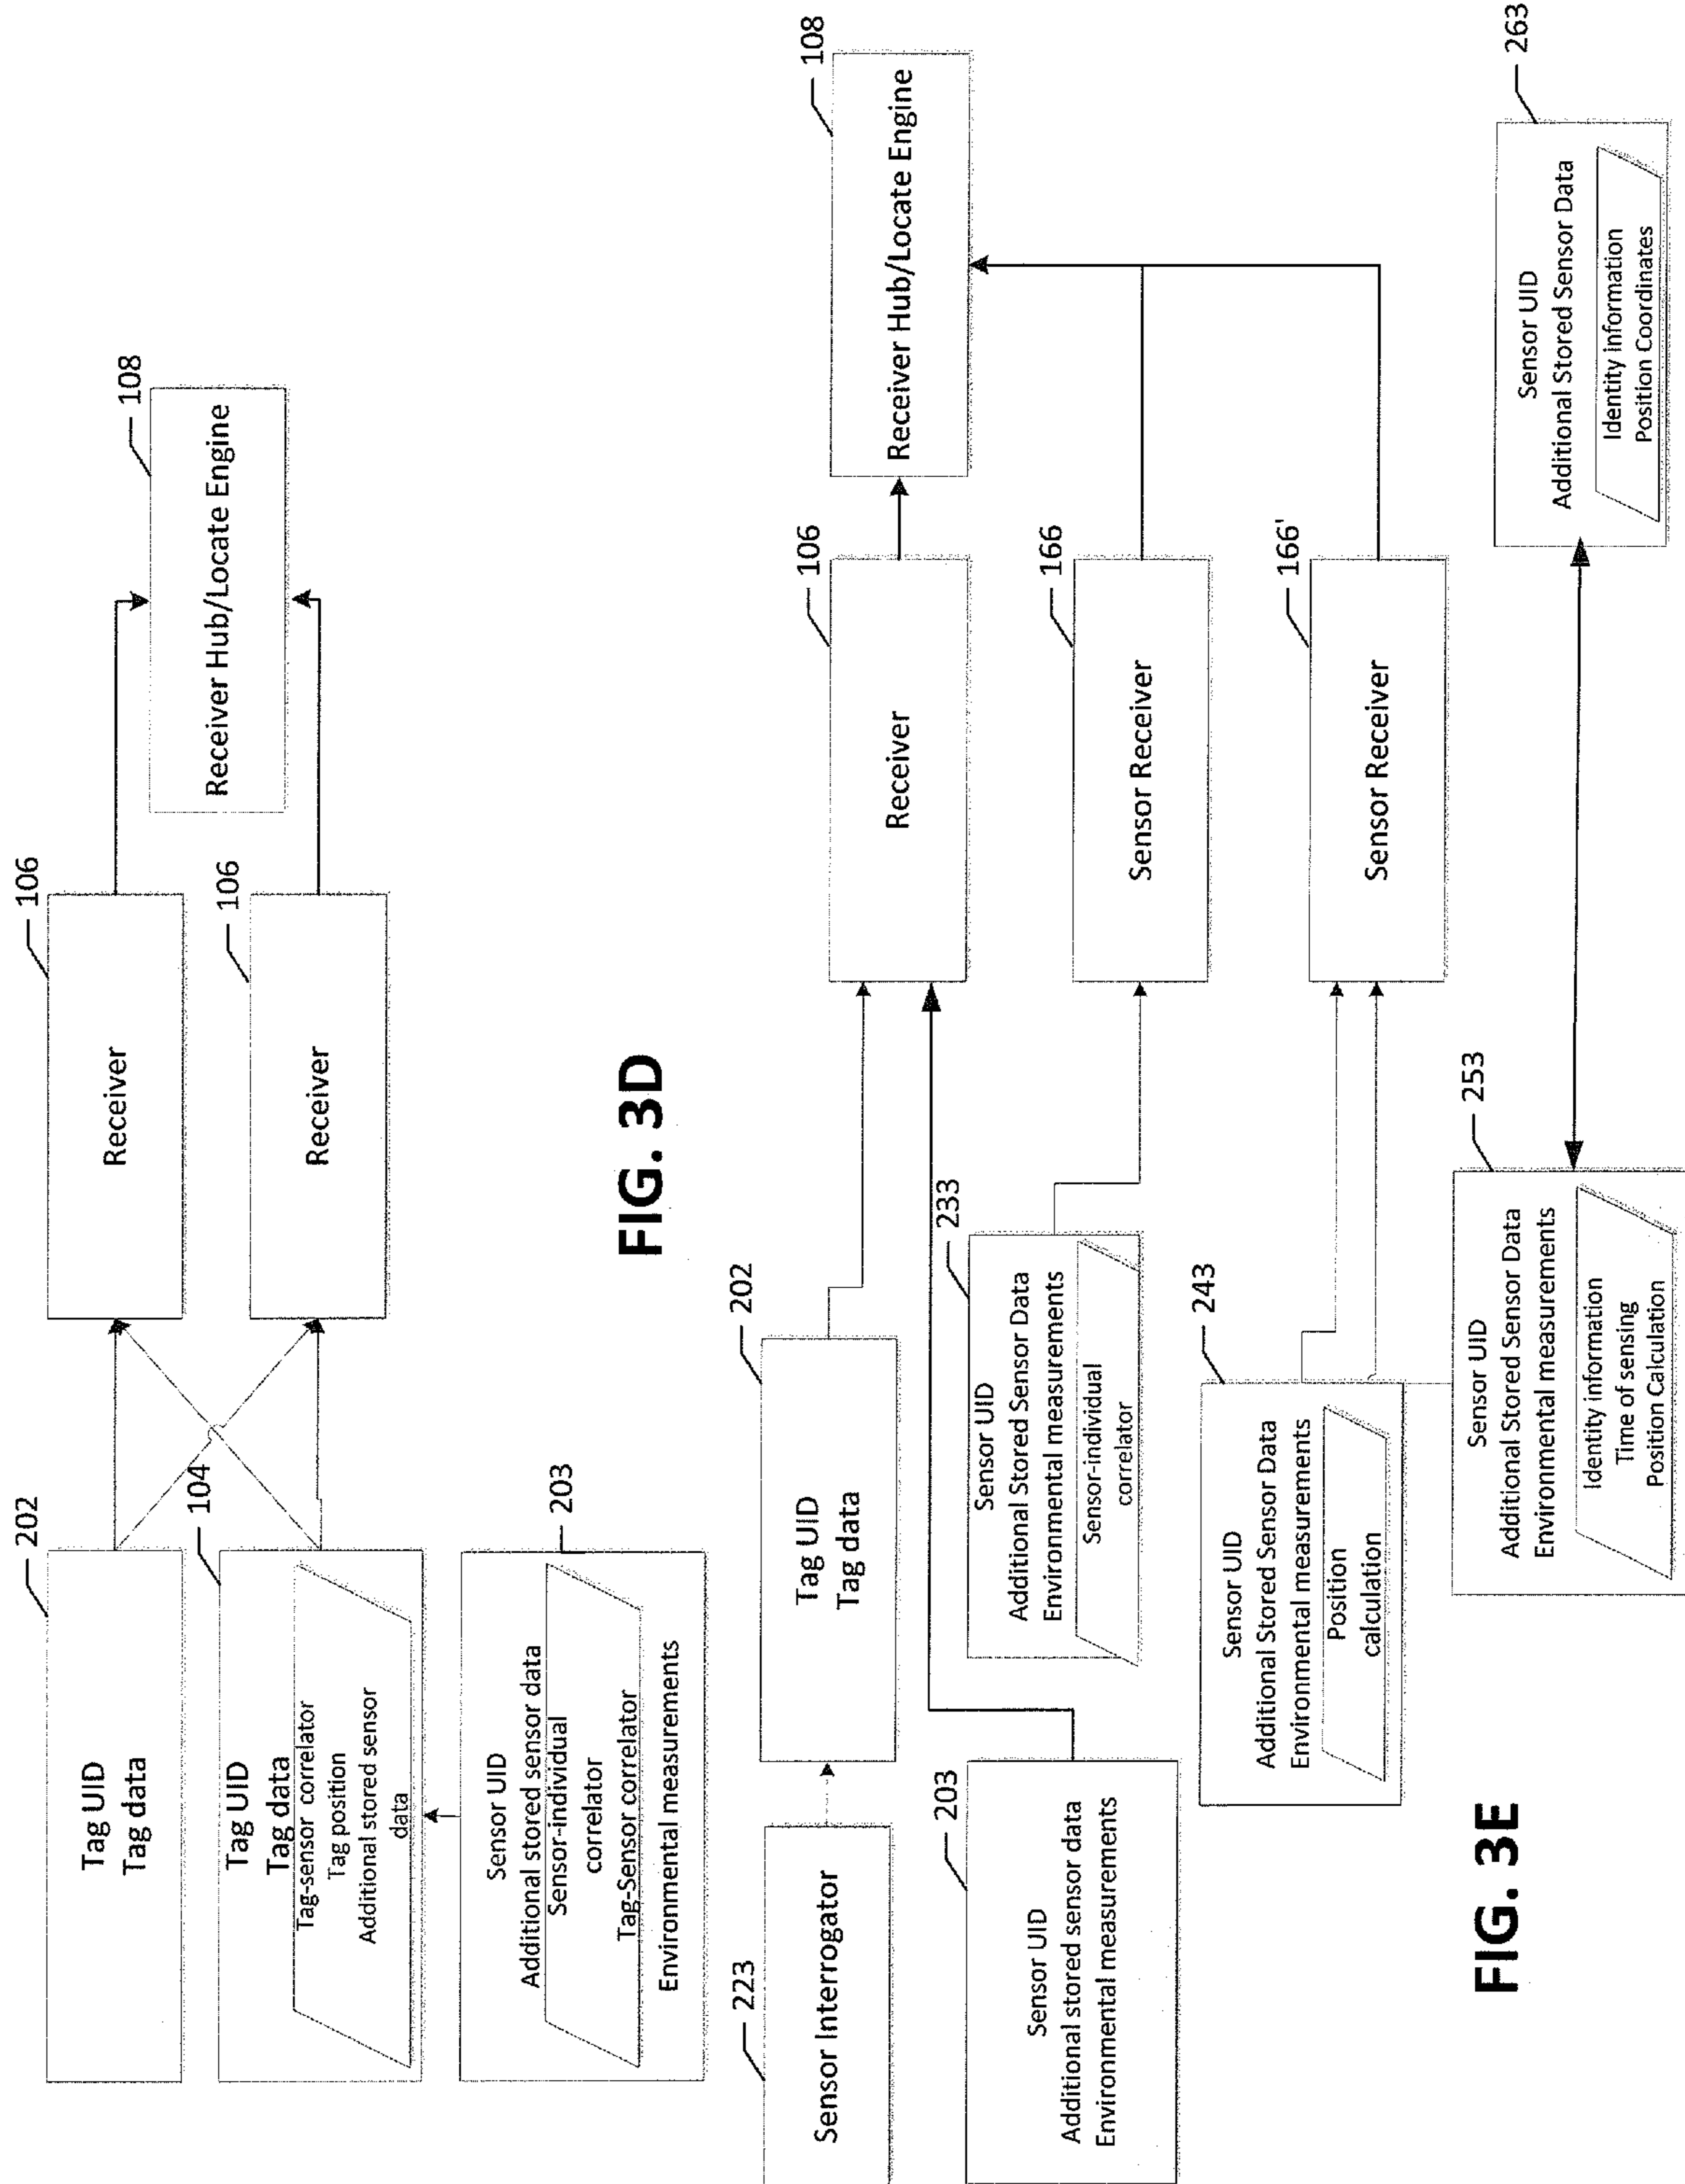 202
Tag UID
Tag data
104
Tag UID
Tag data
Tag-sensor correlator
Tag position
Additional stored sensor
data
203
Sensor UID
Additional stored sensor data
Sensor-individual
correlator
Tag-Sensor correlator
Environmental measurements
106
Receiver
106
Receiver
108
Receiver Hub/Locate Engine
FIG. 3D
223
Sensor Interrogator
202
Tag UID
Tag data
203
Sensor UID
Additional stored sensor data
Environmental measurements
233
Sensor UID
Additional Stored Sensor Data
Environmental measurements
Sensor-individual
correlator
243
Sensor UID
Additional Stored Sensor Data
Environmental measurements
Position
calculation
253
Sensor UID
Additional Stored Sensor Data
Environmental measurements
Identity information
Time of sensing
Position Calculation
106
Receiver
166
Sensor Receiver
166'
Sensor Receiver
108
Receiver Hub/Locate Engine
263
Sensor UID
Additional Stored Sensor Data
Identity information
Position Coordinates
FIG. 3E